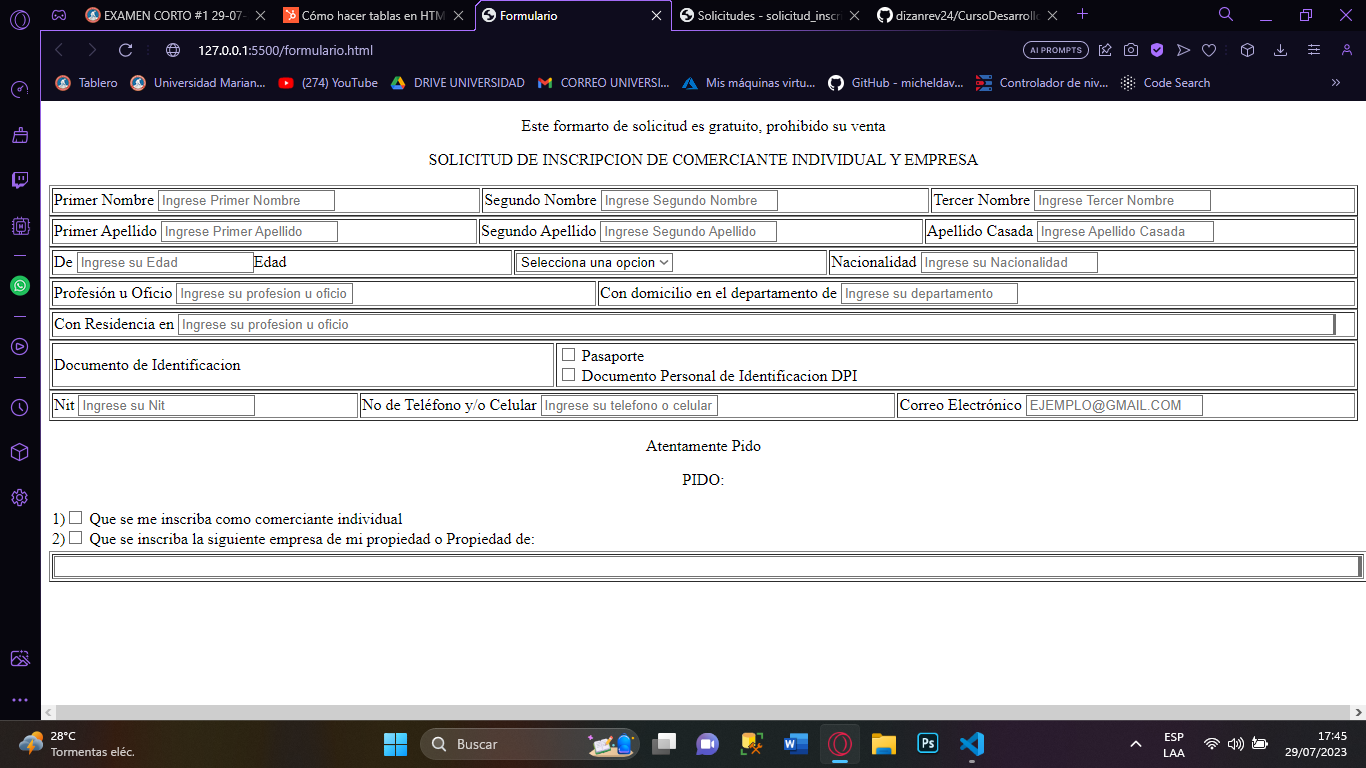 EXAMEN CORTO #1 29-07-
Cómo hacer tablas en HTM
Formulario
Solicitudes - solicitud_inscri
dizanrev24/CursoDesarrollo
127.0.0.1:5500/formulario.html
AI PROMPTS
Tablero
Universidad Marian...
(274) YouTube
DRIVE UNIVERSIDAD
CORREO UNIVERSI...
Mis máquinas virtu...
GitHub - micheldav...
Controlador de niv...
Code Search
»
Este formarto de solicitud es gratuito, prohibido su venta
SOLICITUD DE INSCRIPCION DE COMERCIANTE INDIVIDUAL Y EMPRESA
Primer Nombre Ingrese Primer Nombre Segundo Nombre Ingrese Segundo Nombre Tercer Nombre Ingrese Tercer Nombre
Primer Apellido Ingrese Primer Apellido Segundo Apellido Ingrese Segundo Apellido Apellido Casada Ingrese Apellido Casada
De Ingrese su Edad Edad Selecciona una opcion Nacionalidad Ingrese su Nacionalidad
Profesión u Oficio Ingrese su profesion u oficio Con domicilio en el departamento de Ingrese su departamento
Con Residencia en Ingrese su profesion u oficio
Documento de Identificacion
Pasaporte
Documento Personal de Identificacion DPI
Nit Ingrese su Nit No de Teléfono y/o Celular Ingrese su telefono o celular Correo Electrónico EJEMPLO@GMAIL.COM
Atentamente Pido
PIDO:
1) Que se me inscriba como comerciante individual
2) Que se inscriba la siguiente empresa de mi propiedad o Propiedad de:
28°C
Tormentas eléc.
Buscar
Ps
ESP
LAA
17:45
29/07/2023